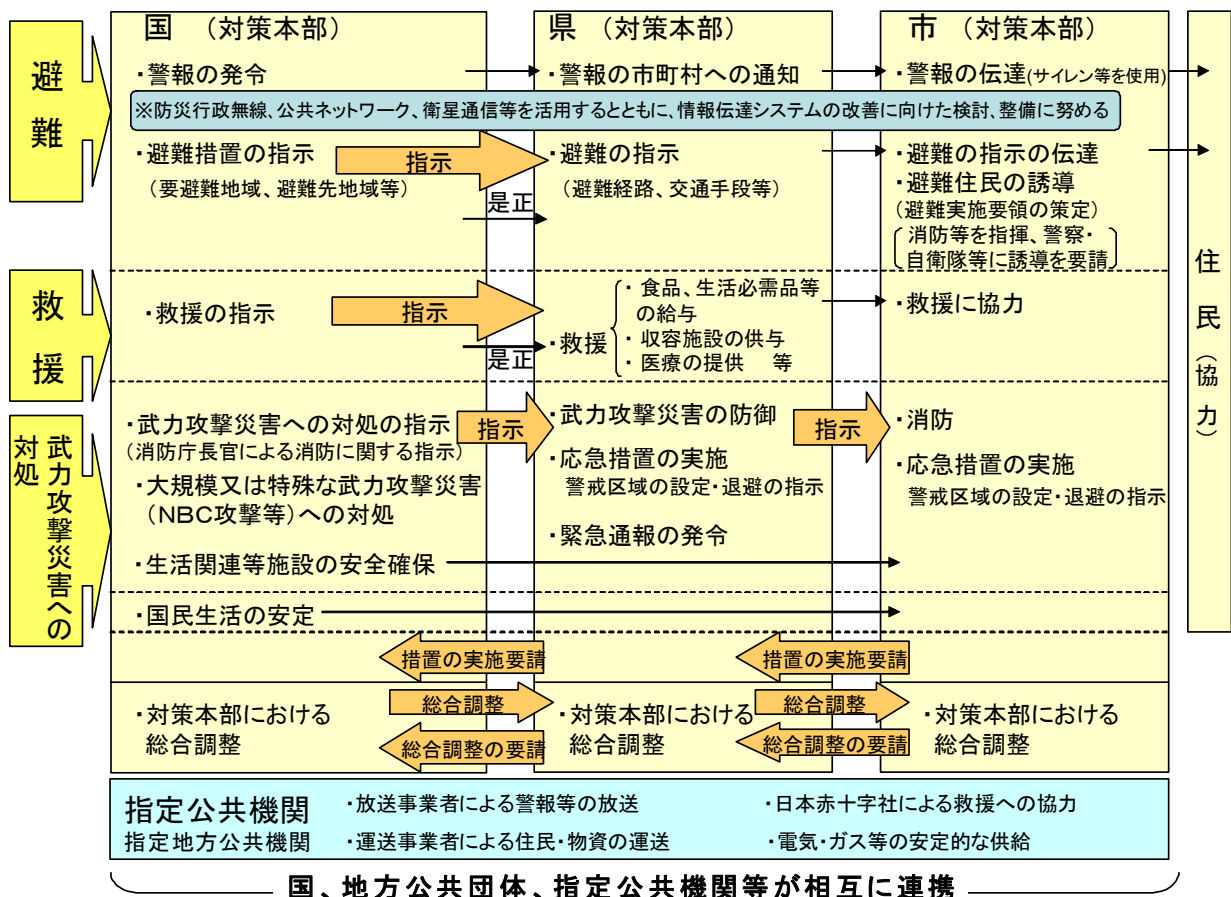 避難
救援
武力攻撃災害への
対処
国 （対策本部）
県 （対策本部）
市 （対策本部）
・警報の発令
・警報の市町村への通知
・警報の伝達(サイレン等を使用)
※防災行政無線、公共ネットワーク、衛星通信等を活用するとともに、情報伝達システムの改善に向けた検討、整備に努める
・避難措置の指示
（要避難地域、避難先地域等）
指示
是正
・避難の指示
（避難経路、交通手段等）
・避難の指示の伝達
・避難住民の誘導
（避難実施要領の策定）
消防等を指揮、警察・
自衛隊等に誘導を要請
・救援の指示
指示
是正
・救援
・ 食品、生活必需品等
の給与
・ 収容施設の供与
・ 医療の提供 等
・救援に協力
・武力攻撃災害への対処の指示
（消防庁長官による消防に関する指示）
・大規模又は特殊な武力攻撃災害
（NBC攻撃等）への対処
・生活関連等施設の安全確保
指示
・武力攻撃災害の防御
・応急措置の実施
警戒区域の設定・退避の指示
・緊急通報の発令
指示
・消防
・応急措置の実施
警戒区域の設定・退避の指示
・国民生活の安定
措置の実施要請
措置の実施要請
・対策本部における
総合調整
総合調整
総合調整の要請
・対策本部における
総合調整
総合調整
総合調整の要請
・対策本部における
総合調整
住民（協力）
指定公共機関
指定地方公共機関
・放送事業者による警報等の放送
・日本赤十字社による救援への協力
・運送事業者による住民・物資の運送
・電気・ガス等の安定的な供給
国、地方公共団体、指定公共機関等が相互に連携